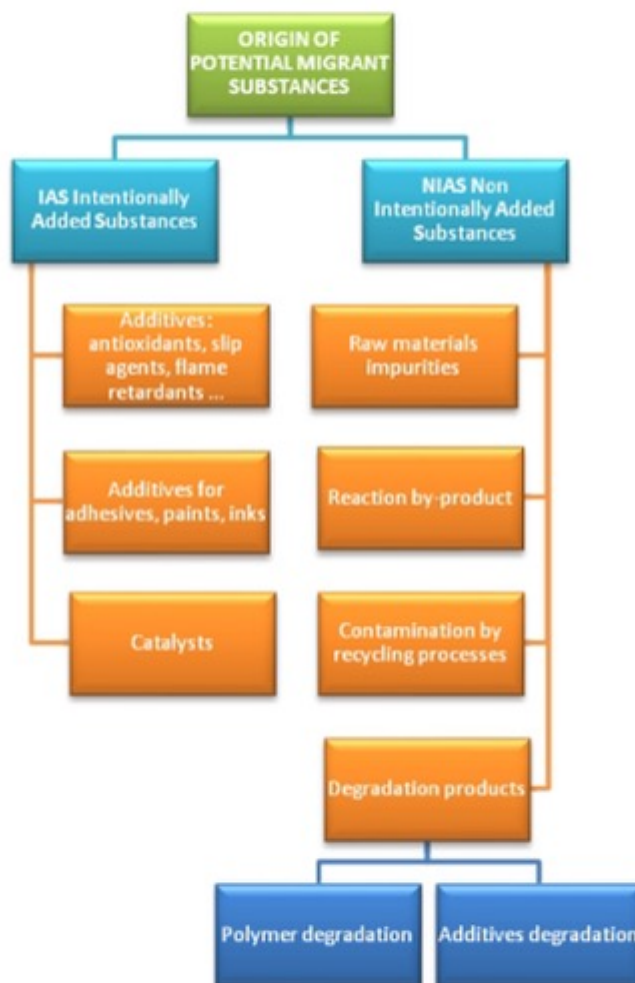 ORIGIN OF
POTENTIAL MIGRANT
SUBSTANCES
IAS Intentionally
Added Substances
NIAS Non
Intentionally Added
Substances
Additives:
antioxidants, slip
agents, flame
retardants ...
Raw materials
impurities
Additives for
adhesives, paints, inks
Reaction by-product
Catalysts
Contamination by
recycling processes
Degradation products
Polymer degradation
Additives degradation